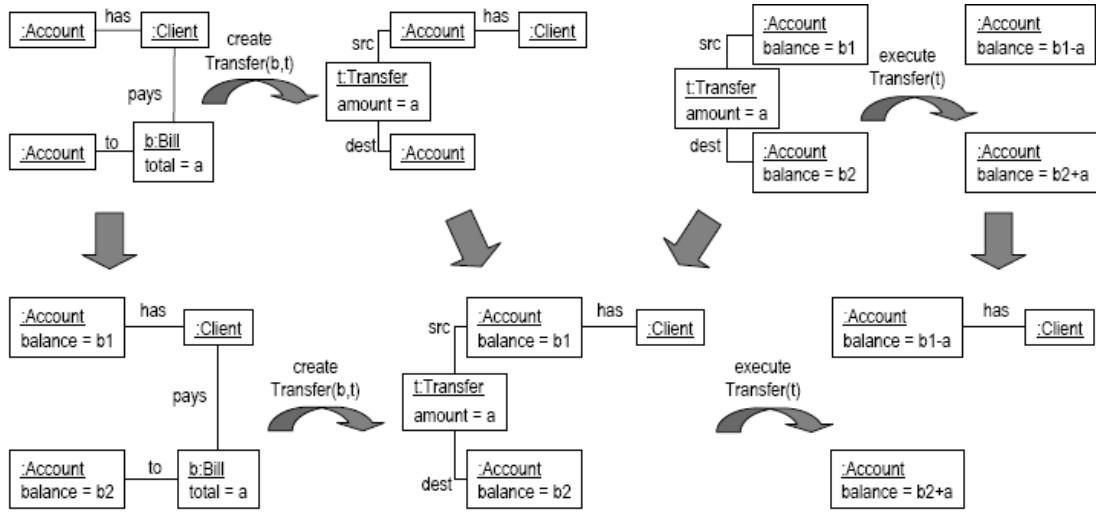 :Account
has
:Client
create
Transfer(b,t)
pays
:Account
to
b:Bill
total = a
src
:Account
has
:Client
t:Transfer
amount = a
dest
:Account
src
:Account
balance = b1
t:Transfer
amount = a
dest
:Account
balance = b2
execute
Transfer(t)
:Account
balance = b1-a
:Account
balance = b2+a
:Account
balance = b1
has
:Client
pays
:Account
balance = b2
to
b:Bill
total = a
create
Transfer(b,t)
src
:Account
balance = b1
has
:Client
t:Transfer
amount = a
dest
:Account
balance = b2
execute
Transfer(t)
:Account
balance = b1-a
has
:Client
:Account
balance = b2+a